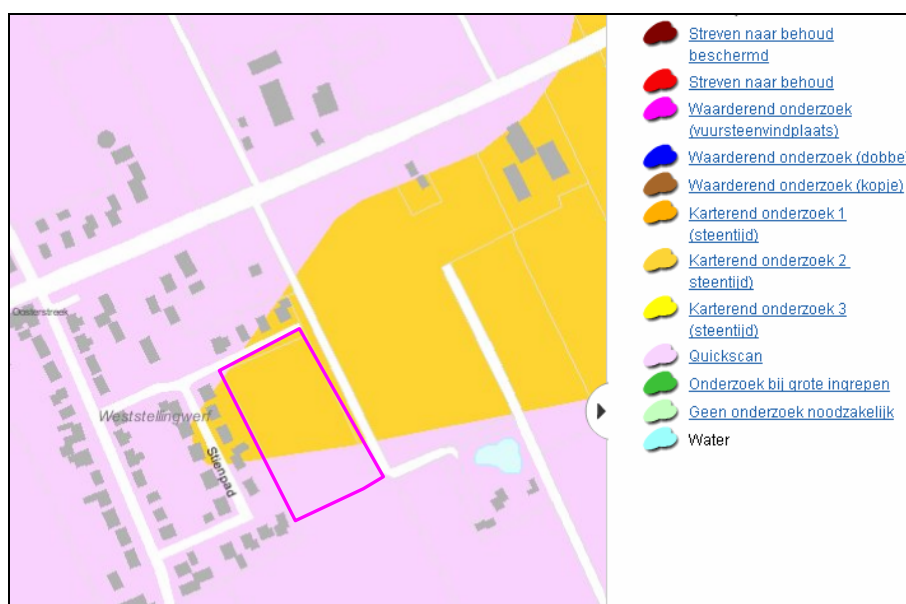 Streven naar behoud
beschermd
Streven naar behoud
Waarderend onderzoek
(vuursteenvindplaats)
Waarderend onderzoek (dobbe)
Waarderend onderzoek (kopje)
Karterend onderzoek 1
(steentijd)
Karterend onderzoek 2
steentijd)
Karterend onderzoek 3
(steentijd)
Quickscan
Onderzoek bij grote ingrepen
Geen onderzoek noodzakelijk
Water
Oosterstreek
Weststellingwerf
Stienpad